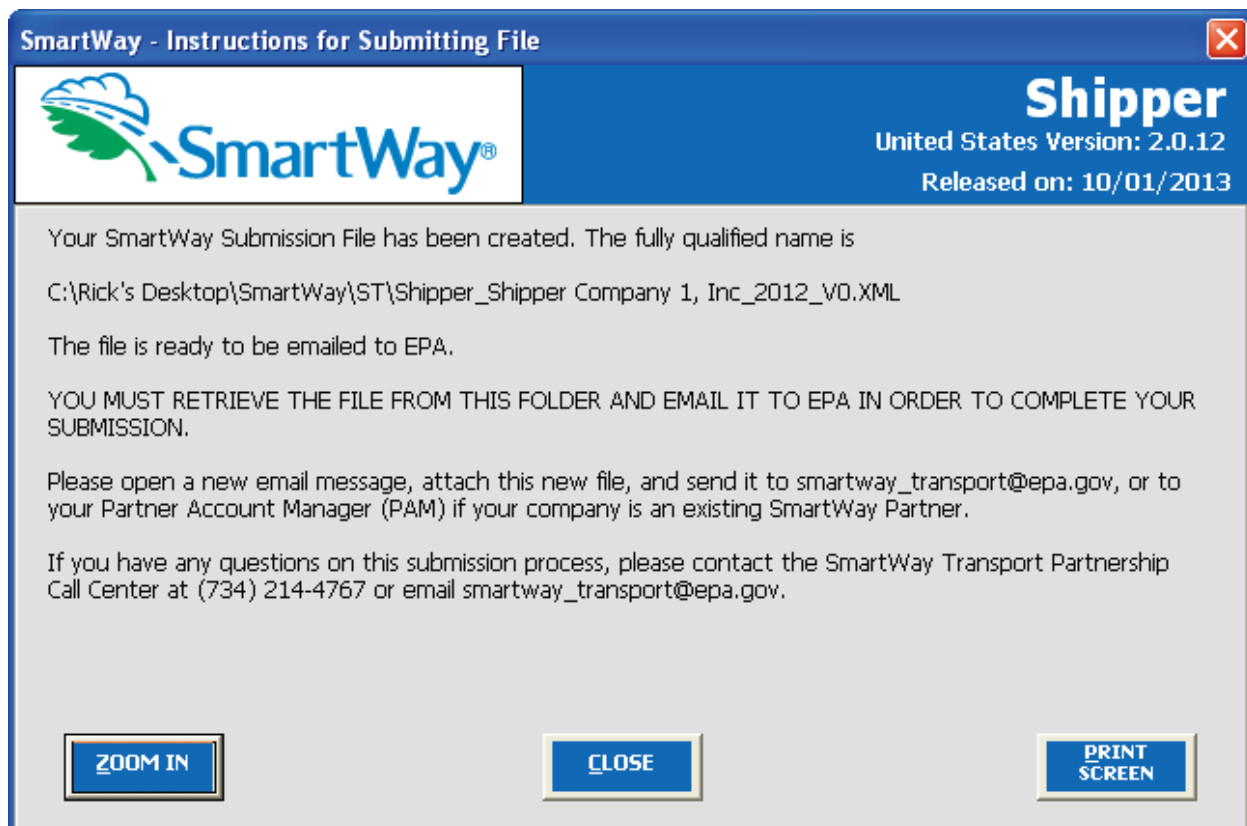 SmartWay - Instructions for Submitting File
SmartWay®
Shipper
United States Version: 2.0.12
Released on: 10/01/2013
Your SmartWay Submission File has been created. The fully qualified name is
C:\Rick's Desktop\SmartWay\ST\Shipper_Shipper Company 1, Inc_2012_V0.XML
The file is ready to be emailed to EPA.
YOU MUST RETRIEVE THE FILE FROM THIS FOLDER AND EMAIL IT TO EPA IN ORDER TO COMPLETE YOUR
SUBMISSION.
Please open a new email message, attach this new file, and send it to smartway_transport@epa.gov, or to
your Partner Account Manager (PAM) if your company is an existing SmartWay Partner.
If you have any questions on this submission process, please contact the SmartWay Transport Partnership
Call Center at (734) 214-4767 or email smartway_transport@epa.gov.
ZOOM IN
CLOSE
PRINT
SCREEN